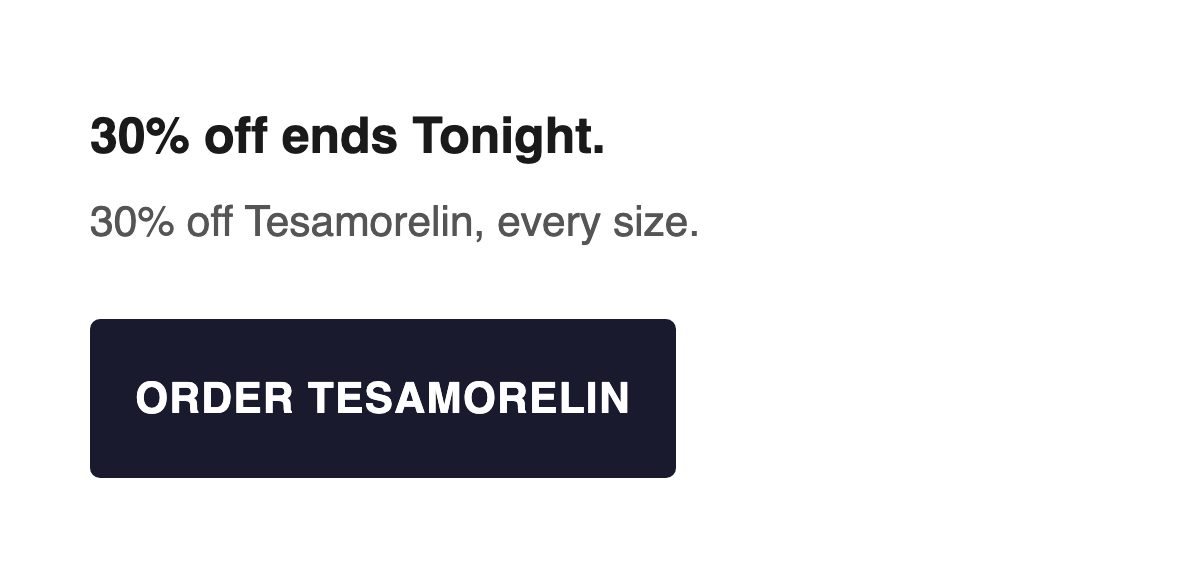 30% off ends Tonight.
30% off Tesamorelin, every size.
ORDER TESAMORELIN